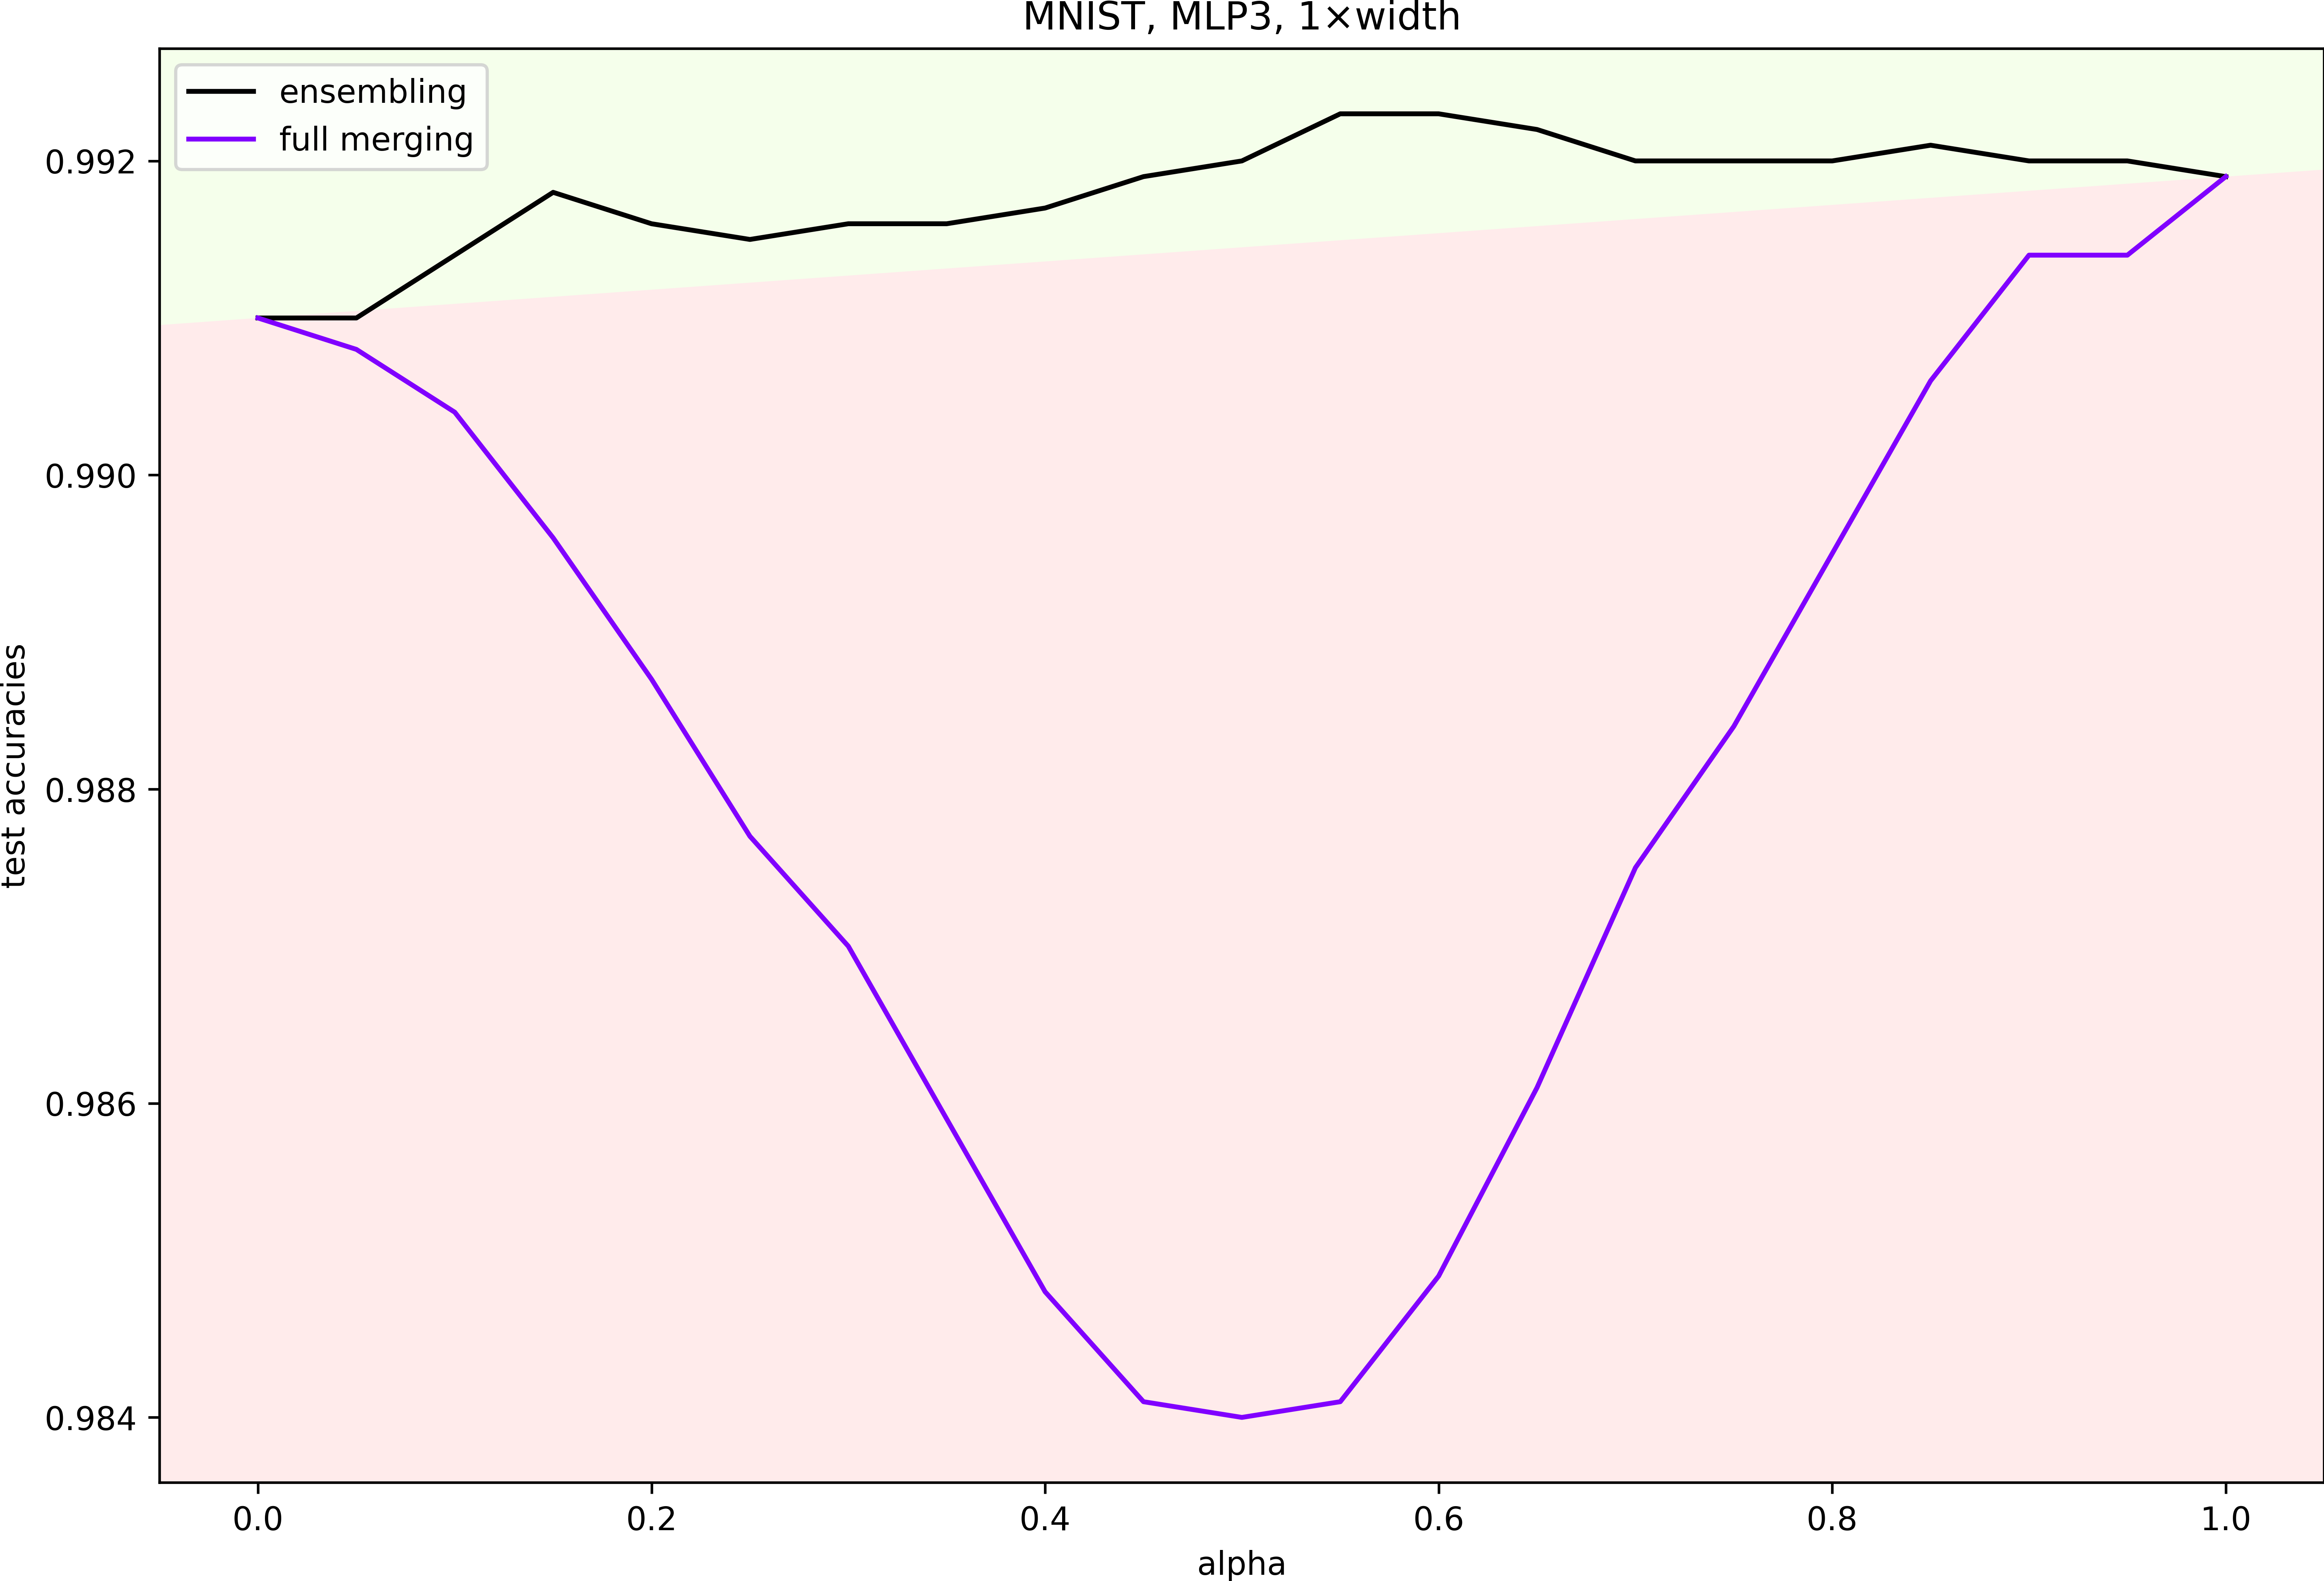 MNIST, MLP3, 1×width
ensembling
full merging
0.992
0.990
0.988
0.986
0.984
test accuracies
0.0
0.2
0.4
0.6
0.8
1.0
alpha